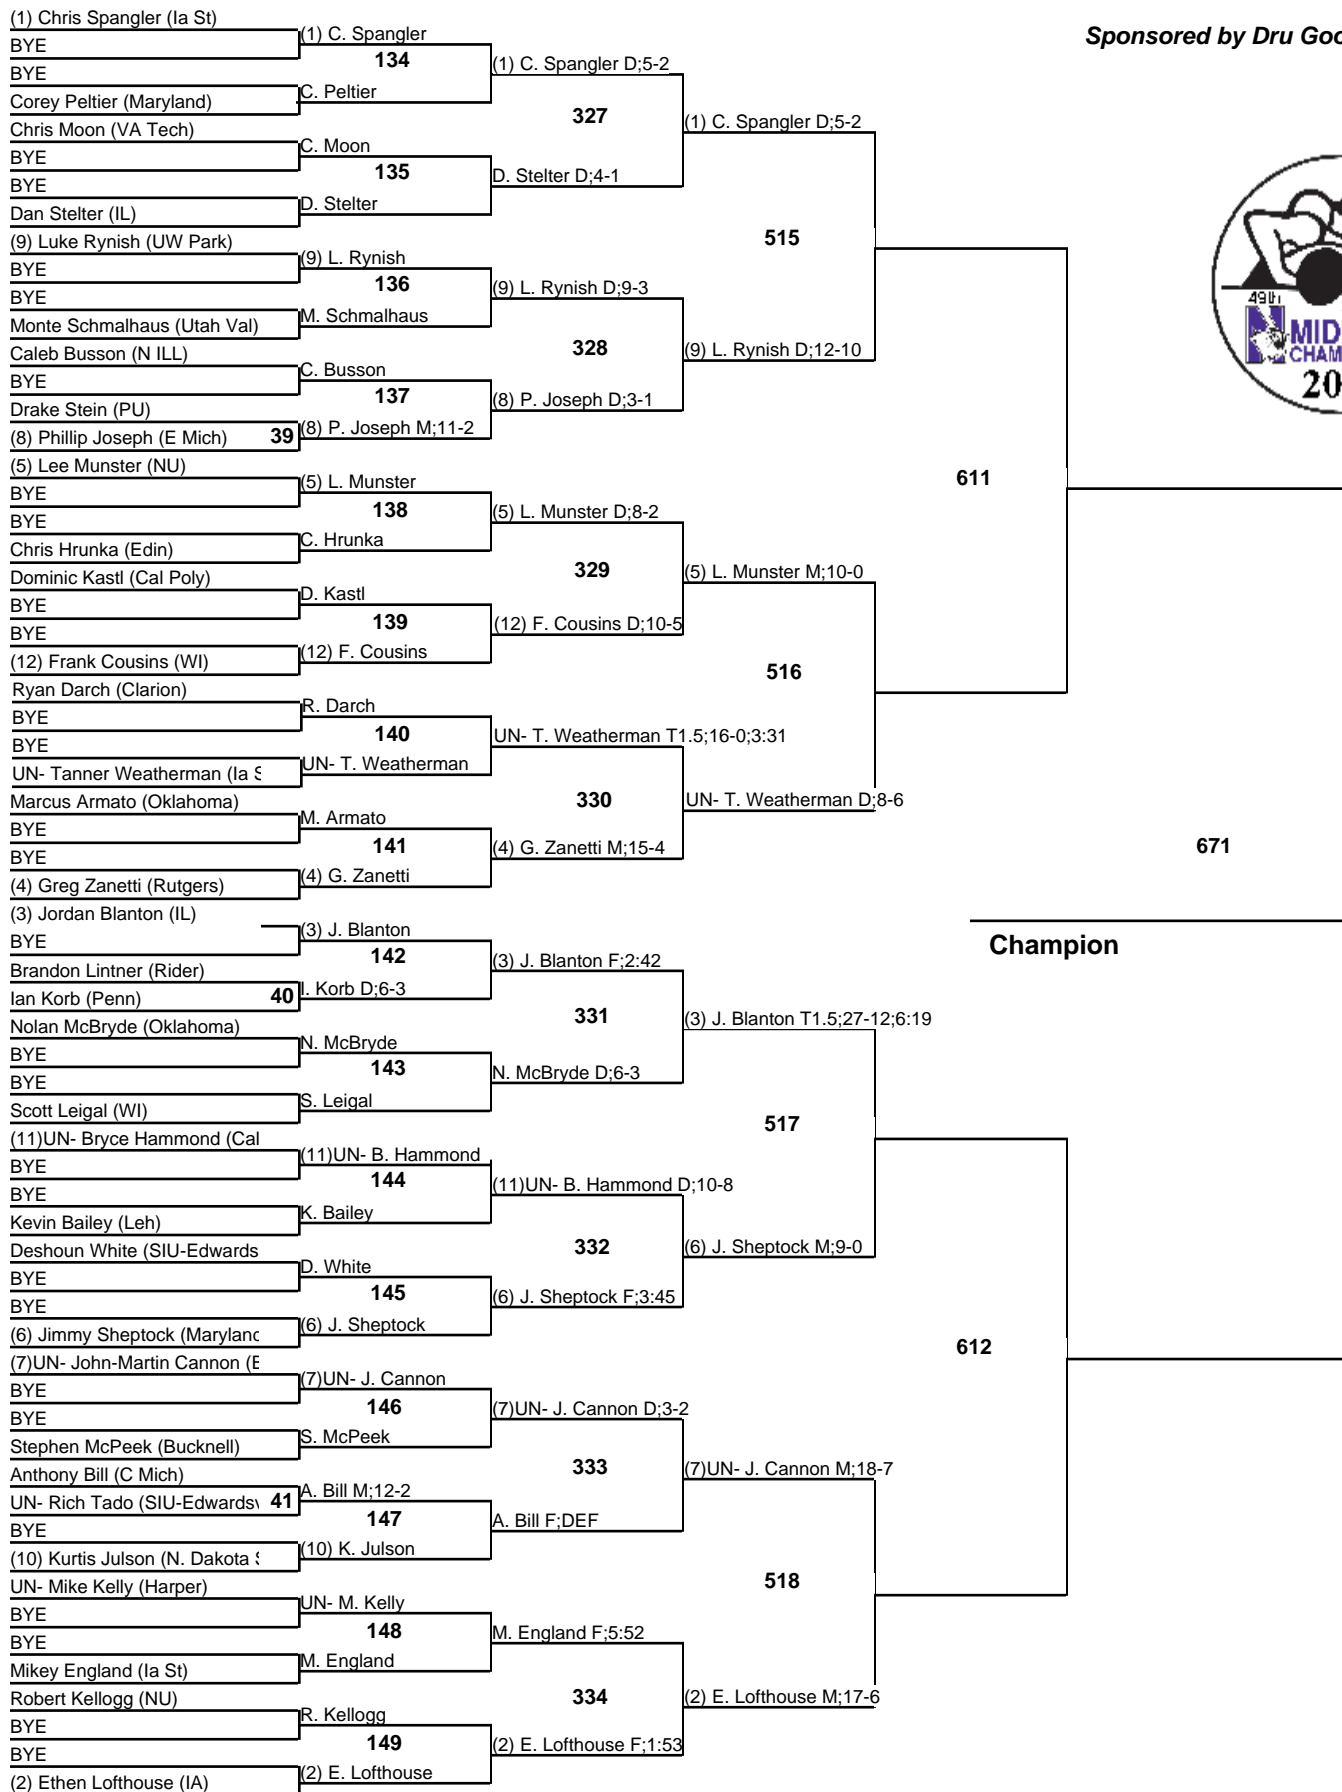 (1) Chris Spangler (Ia St)
BYE
BYE
Corey Peltier (Maryland)
Chris Moon (VA Tech)
BYE
BYE
Dan Stelter (IL)
(9) Luke Rynish (UW Park)
BYE
BYE
Monte Schmalhaus (Utah Val)
Caleb Busson (N ILL)
BYE
Drake Stein (PU)
(8) Phillip Joseph (E Mich) 39
(5) Lee Munster (NU)
BYE
BYE
Chris Hrunka (Edin)
Dominic Kastl (Cal Poly)
BYE
BYE
(12) Frank Cousins (WI)
Ryan Darch (Clarion)
BYE
BYE
UN- Tanner Weatherman (Ia S
Marcus Armato (Oklahoma)
BYE
BYE
(4) Greg Zanetti (Rutgers)
(3) Jordan Blanton (IL)
BYE
Brandon Lintner (Rider)
Ian Korb (Penn) 40
Nolan McBryde (Oklahoma)
BYE
BYE
Scott Leigal (WI)
(11)UN- Bryce Hammond (Cal
BYE
BYE
Kevin Bailey (Leh)
Deshoun White (SIU-Edwards
BYE
BYE
(6) Jimmy Sheptock (Marylanc
(7)UN- John-Martin Cannon (E
BYE
BYE
Stephen McPeek (Bucknell)
Anthony Bill (C Mich)
UN- Rich Tado (SIU-Edwards 41
BYE
(10) Kurtis Julson (N. Dakota
UN- Mike Kelly (Harper)
BYE
BYE
Mikey England (Ia St)
Robert Kellogg (NU)
BYE
BYE
(2) Ethen Lofthouse (IA)
(1) C. Spangler
134
C. Peltier
C. Moon
135
D. Stelter
(9) L. Rynish
136
M. Schmalhaus
C. Busson
137
(8) P. Joseph M;11-2
(5) L. Munster
138
C. Hrunka
D. Kastl
139
(12) F. Cousins
R. Darch
140
UN- T. Weatherman
M. Armato
141
(4) G. Zanetti
(3) J. Blanton
142
I. Korb D;6-3
N. McBryde
143
S. Leigal
(11)UN- B. Hammond
144
K. Bailey
D. White
145
(6) J. Sheptock
(7)UN- J. Cannon
146
S. McPeek
A. Bill M;12-2
147
(10) K. Julson
UN- M. Kelly
148
M. England
R. Kellogg
149
(2) E. Lofthouse
(1) C. Spangler D;5-2
327
D. Stelter D;4-1
(9) L. Rynish D;9-3
328
(8) P. Joseph D;3-1
(5) L. Munster D;8-2
329
(12) F. Cousins D;10-5
UN- T. Weatherman T1.5;16-0;3:31
330
(4) G. Zanetti M;15-4
(3) J. Blanton F;2:42
331
N. McBryde D;6-3
(11)UN- B. Hammond D;10-8
332
(6) J. Sheptock F;3:45
(7)UN- J. Cannon D;3-2
333
A. Bill F;DEF
M. England F;5:52
334
(2) E. Lofthouse F;1:53
(1) C. Spangler D;5-2
515
(9) L. Rynish D;12-10
(5) L. Munster M;10-0
516
UN- T. Weatherman D;8-6
(3) J. Blanton T1.5;27-12;6:19
517
(6) J. Sheptock M;9-0
(7)UN- J. Cannon M;18-7
518
(2) E. Lofthouse M;17-6
611
612
671
Champion
Sponsored by Dru Goo
49th
N MID
CHAM
20